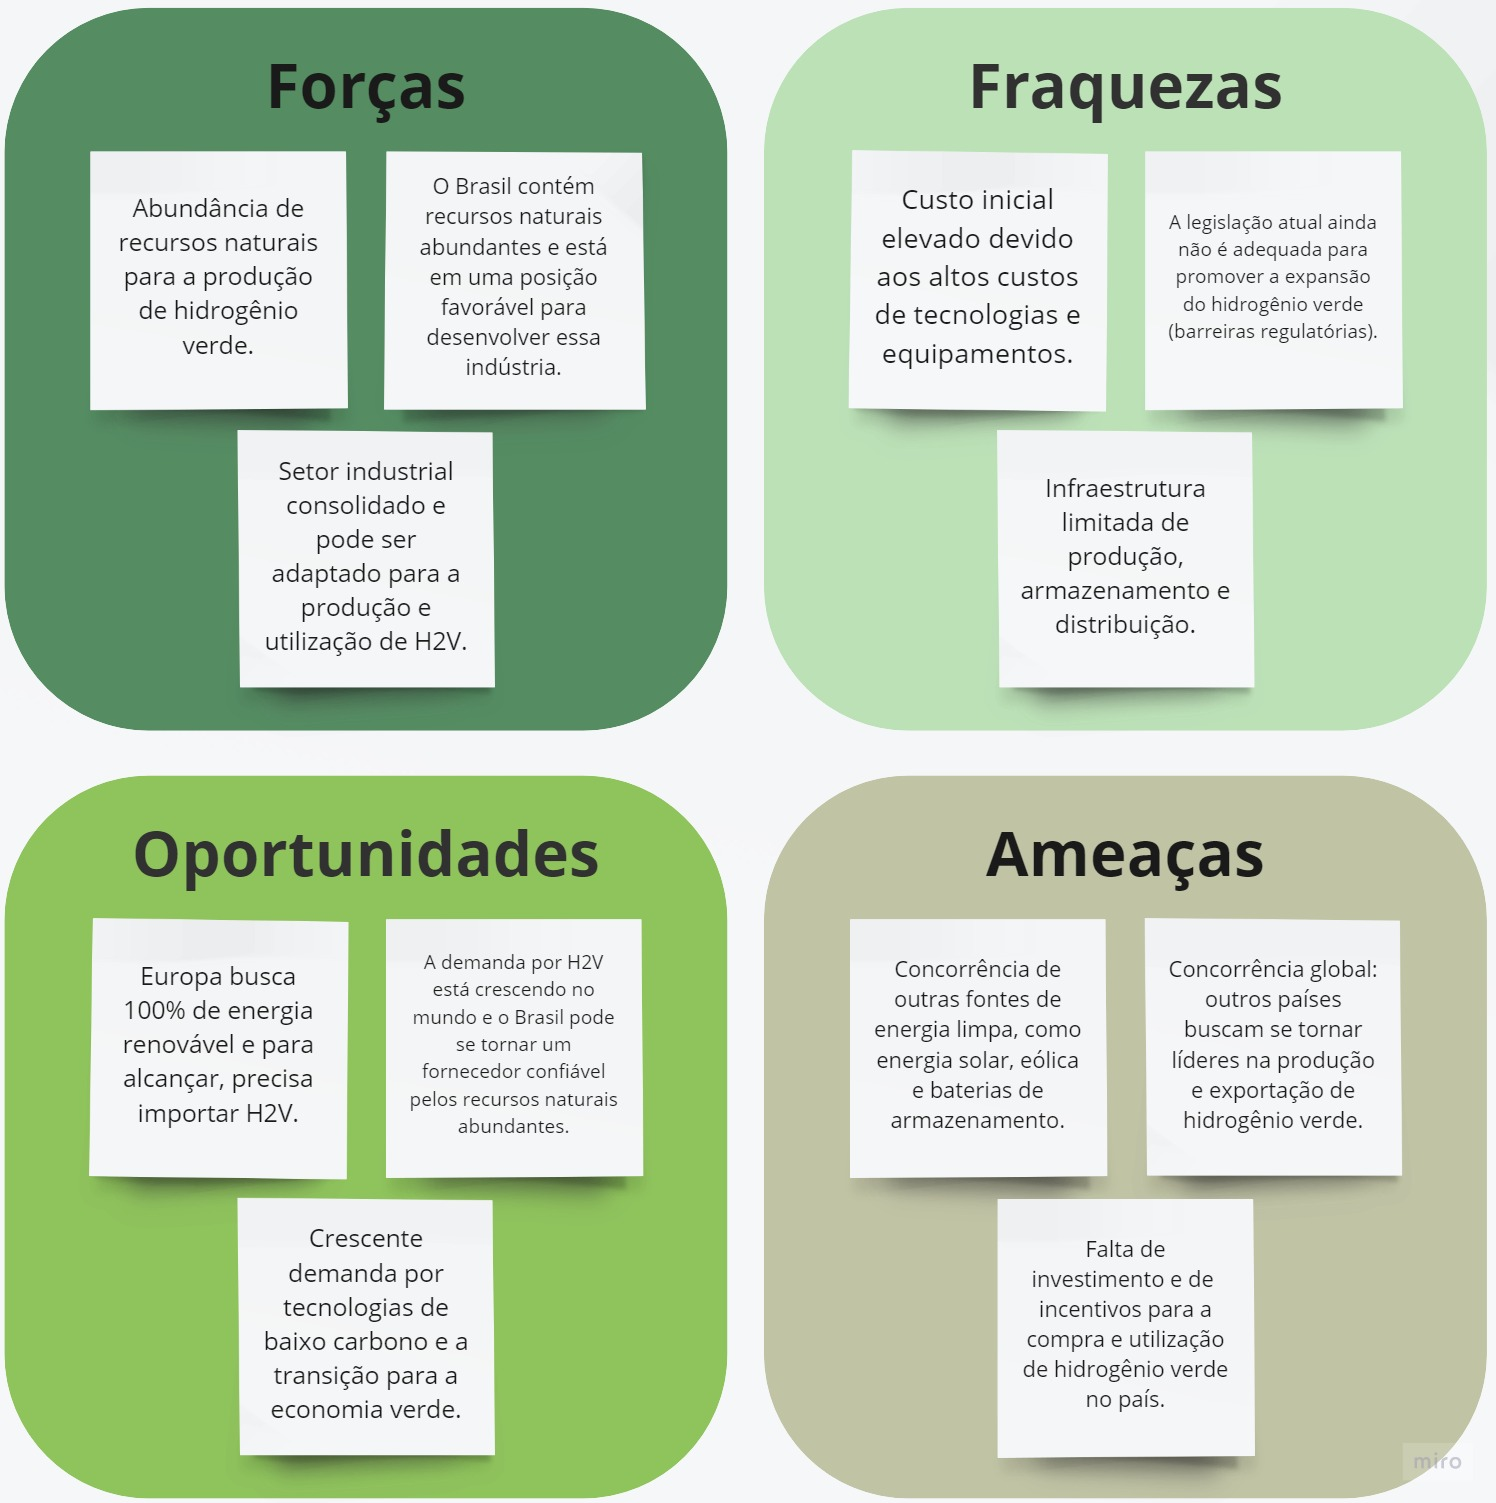 Forças
Abundância de
recursos naturais
para a produção
de hidrogênio
verde.
O Brasil contém
recursos naturais
abundantes e está
em uma posição
favorável para
desenvolver essa
indústria.
Setor industrial
consolidado e
pode ser
adaptado para a
produção e
utilização de H2V.
Fraquezas
Custo inicial
elevado devido
aos altos custos
de tecnologias e
equipamentos.
A legislação atual ainda
não é adequada para
promover a expansão
do hidrogênio verde
(barreiras regulatórias).
Infraestrutura
limitada de
produção,
armazenamento e
distribuição.
Oportunidades
Europa busca
100% de energia
renovável e para
alcançar, precisa
importar H2V.
A demanda por H2V
está crescendo no
mundo e o Brasil pode
se tornar um
fornecedor confiável
pelos recursos naturais
abundantes.
Crescente
demanda por
tecnologias de
baixo carbono e a
transição para a
economia verde.
Ameaças
Concorrência de
outras fontes de
energia limpa, como
energia solar, eólica
e baterias de
armazenamento.
Concorrência global:
outros países
buscam se tornar
líderes na produção
e exportação de
hidrogênio verde.
Falta de
investimento e de
incentivos para a
compra e utilização
de hidrogênio verde
no país.
miro